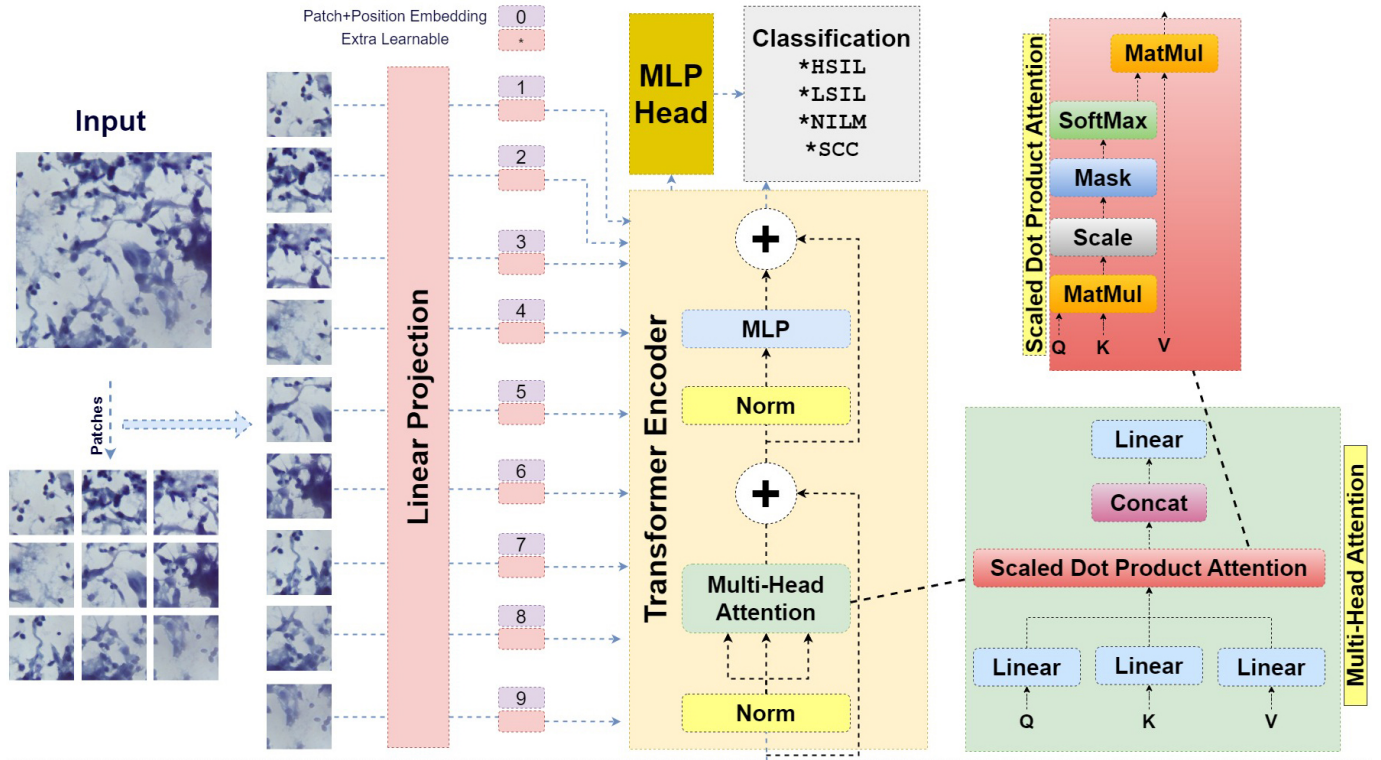 Patch+Position Embedding
0
Extra Learnable
*
Input
Patches
Linear Projection
1
2
3
4
5
6
7
8
9
MLP
Head
Classification
*HSIL
*LSIL
*NILM
*SCC
Transformer Encoder
+
MLP
Norm
+
Multi-Head
Attention
Norm
Scaled Dot Product Attention
MatMul
SoftMax
Mask
Scale
MatMul
Q
K
V
Linear
Concat
Scaled Dot Product Attention
Linear
Linear
Linear
Q
K
V
Multi-Head Attention